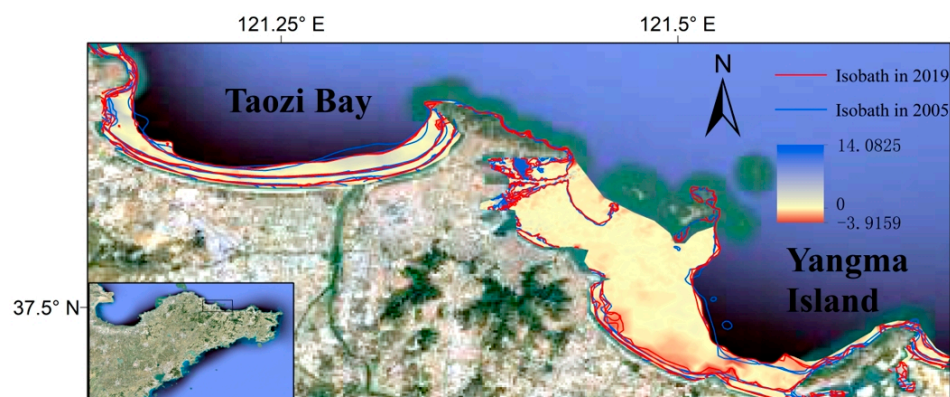 121.25° E
121.5° E
N
Isobath in 2019
Isobath in 2005
Taozi Bay
14.0825
0
-3.9159
Yangma
Island
37.5° N